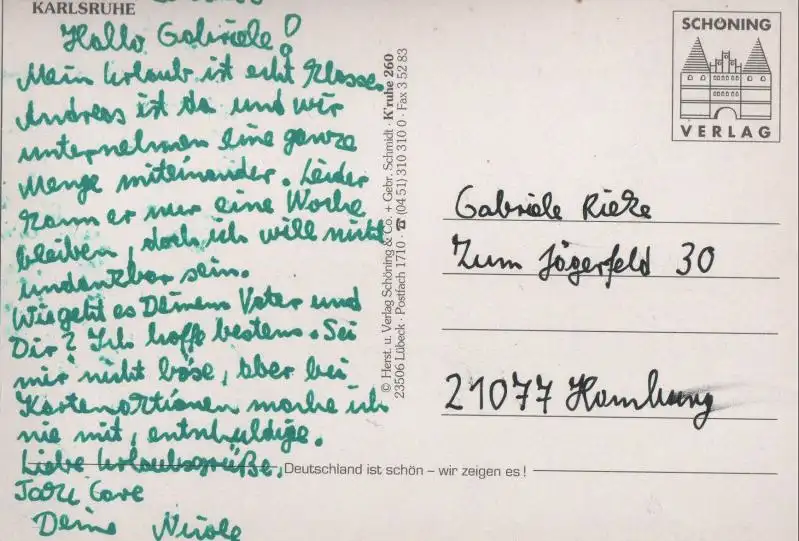 KARLSRUHE
Hallo Gabriele!
Mein Urlaub ist echt Klasse.
Andreas ist da und wir
unternehmen eine ganze
Menge miteinander. Leider
kann er nur eine Woche
bleiben, doch ich will nicht
undankbar sein.
Wie geht es Deinem Vater und
Dir? Ich hoffe bestens. Sei
mir nicht böse, aber bei
Kartenaktionen mache ich
nie mit, entschuldige.
Liebe Urlaubsgrüße,
Deine Nicole
© Herst. u. Verlag Schöning & Co. + Gebr. Schmidt · K'ruhe 260
23506 Lübeck · Postfach 1710 · ☎ (04 51) 310 310 0 · Fax 3 52 83
SCHÖNING
VERLAG
Gabriele Rieke
Zum Jägerfeld 30
21077 Hamburg
Deutschland ist schön – wir zeigen es!